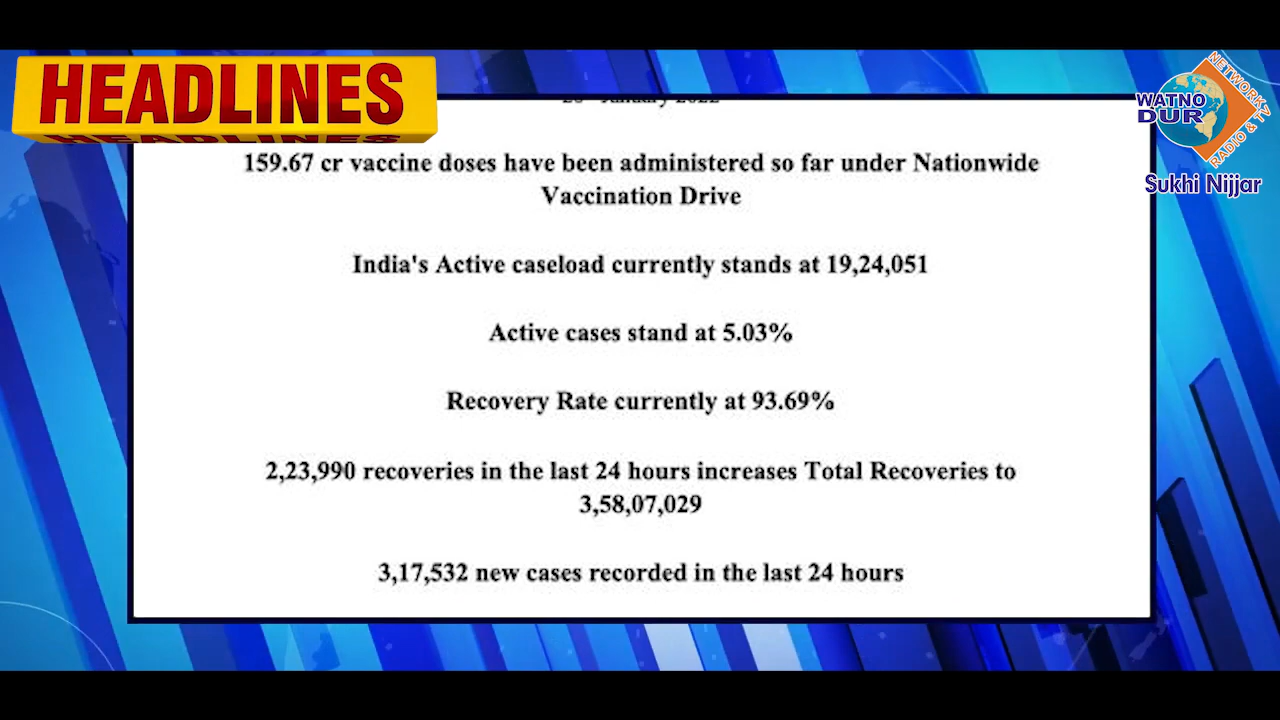 HEADLINES
January 2022
WATNO
DUR
NETWORK7
RADIO & TV
Sukhi Nijjar
159.67 cr vaccine doses have been administered so far under Nationwide
Vaccination Drive
India's Active caseload currently stands at 19,24,051
Active cases stand at 5.03%
Recovery Rate currently at 93.69%
2,23,990 recoveries in the last 24 hours increases Total Recoveries to
3,58,07,029
3,17,532 new cases recorded in the last 24 hours